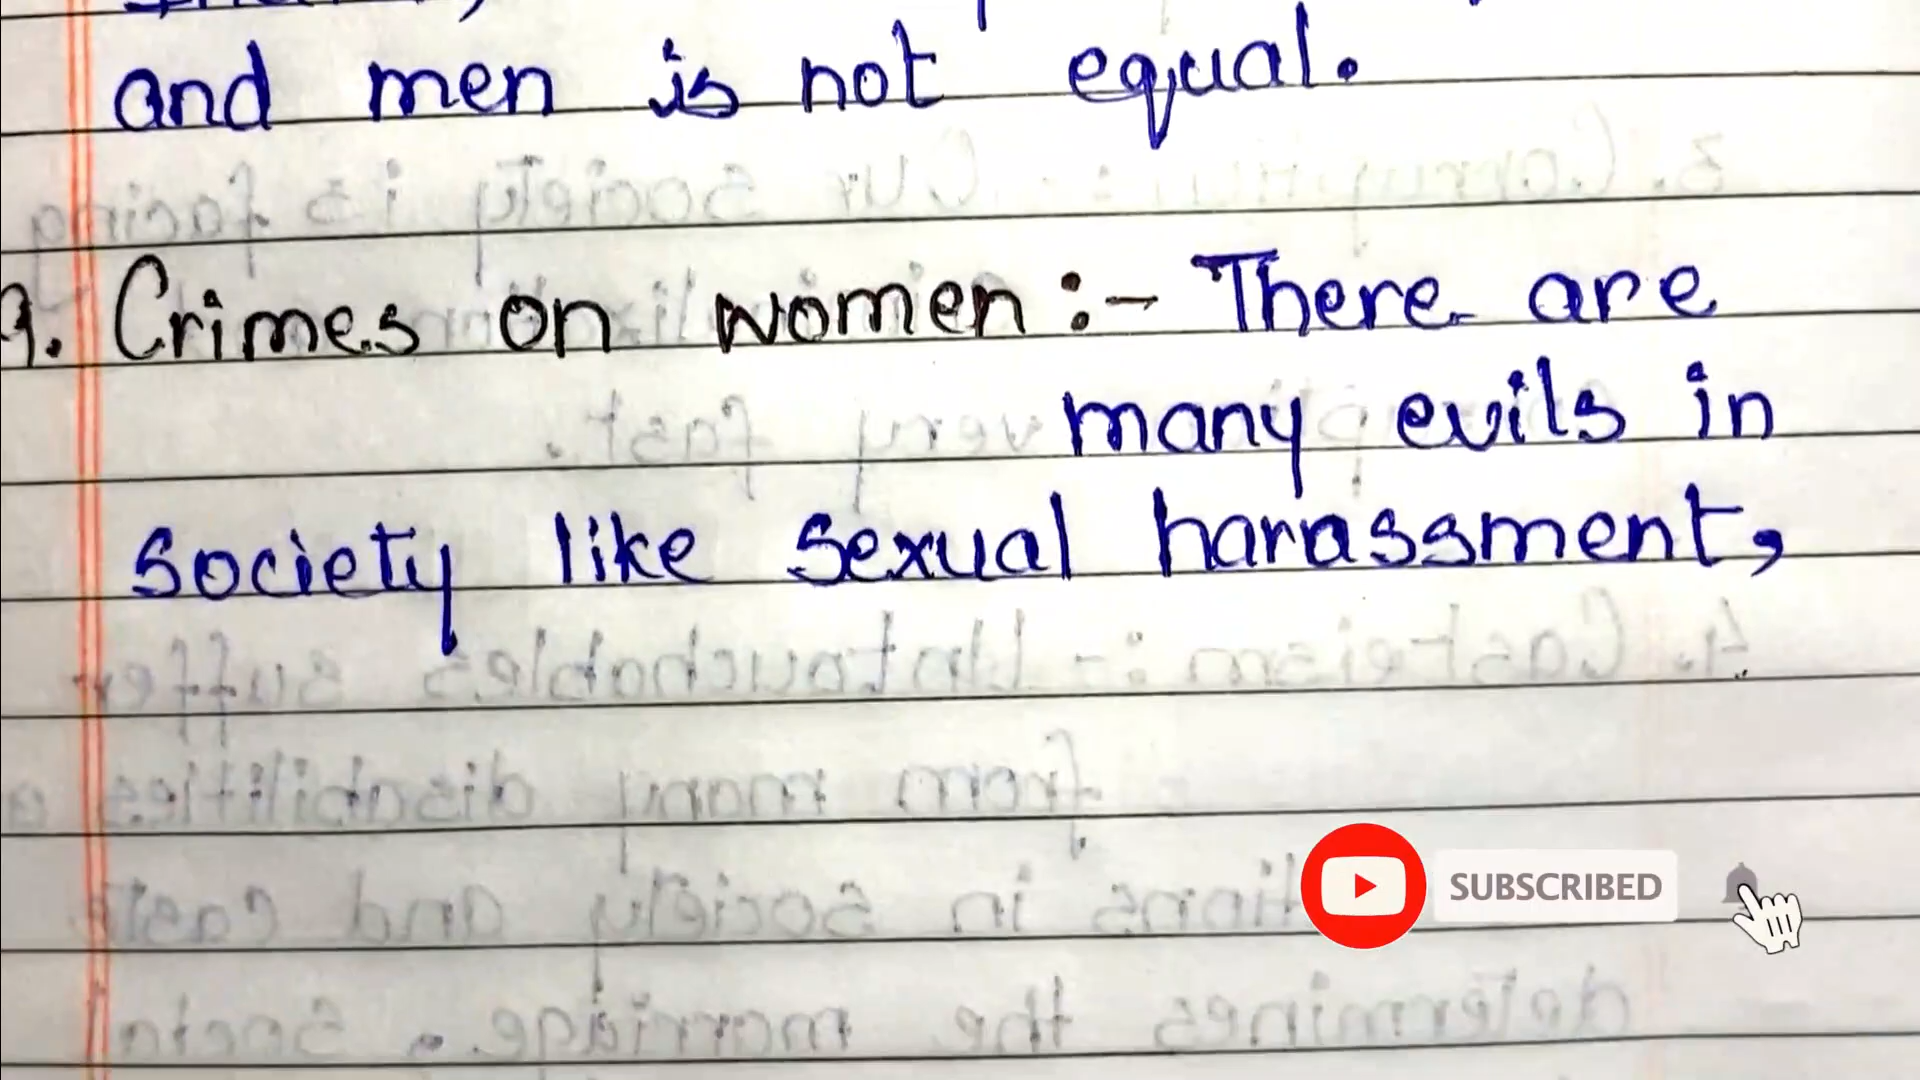 and men is not equal.
9. Crimes on women :- There are
many evils in
society like sexual harassment,
SUBSCRIBED